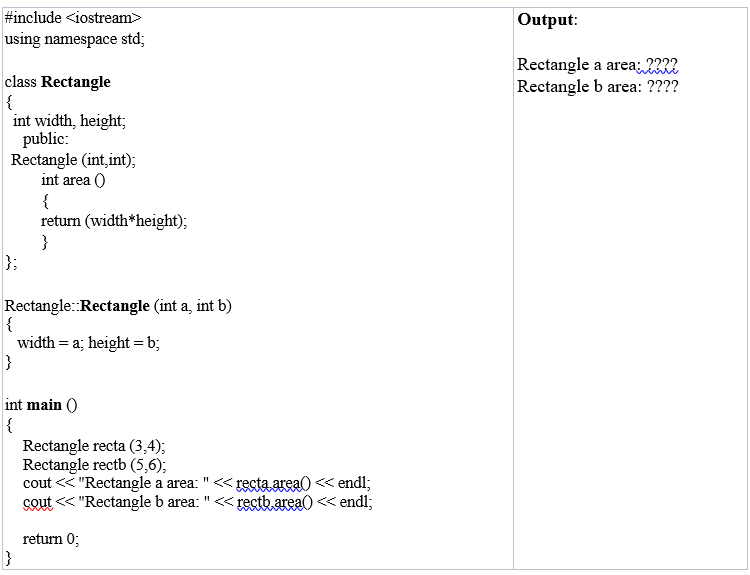 #include <iostream>
using namespace std;
class Rectangle
{
int width, height;
public:
Rectangle (int,int);
int area ()
{
return (width*height);
}
};
Rectangle::Rectangle (int a, int b)
{
width = a; height = b;
}
int main ()
{
Rectangle recta (3,4);
Rectangle rectb (5,6);
cout << "Rectangle a area: " << recta.area() << endl;
cout << "Rectangle b area: " << rectb.area() << endl;
return 0;
}
Output:
Rectangle a area: ????
Rectangle b area: ????